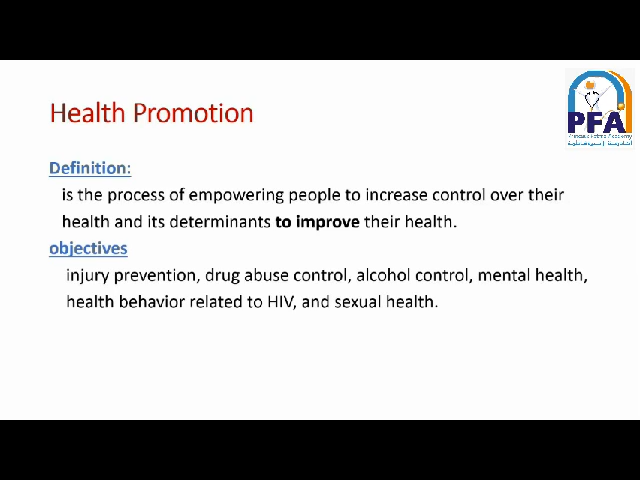 Health Promotion
PFA
Definition:
is the process of empowering people to increase control over their
health and its determinants to improve their health.
objectives
injury prevention, drug abuse control, alcohol control, mental health,
health behavior related to HIV, and sexual health.